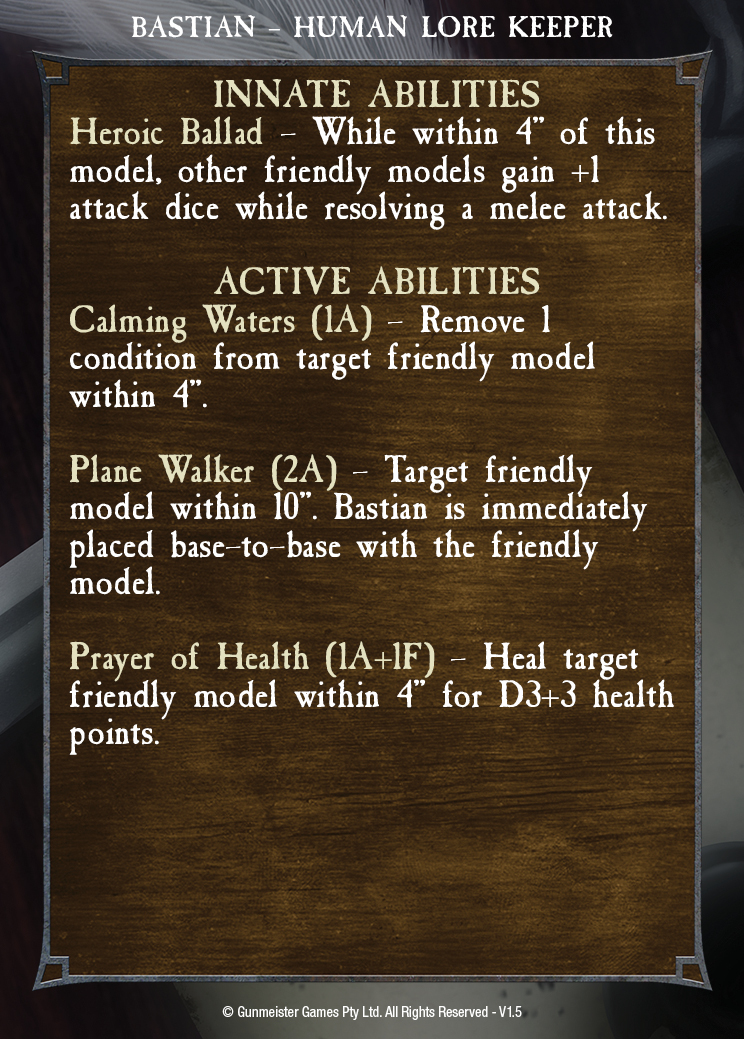 BASTIAN – HUMAN LORE KEEPER
INNATE ABILITIES
Heroic Ballad – While within 4” of this
model, other friendly models gain +1
attack dice while resolving a melee attack.
ACTIVE ABILITIES
Calming Waters (1A) – Remove 1
condition from target friendly model
within 4”.
Plane Walker (2A) – Target friendly
model within 10”. Bastian is immediately
placed base-to-base with the friendly
model.
Prayer of Health (1A+1F) – Heal target
friendly model within 4” for D3+3 health
points.
© Gunmeister Games Pty Ltd. All Rights Reserved - V1.5